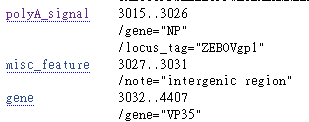 polyA_signal 3015..3026
/gene="NP"
/locus_tag="ZEBOVgp1"
misc_feature 3027..3031
/note="intergenic region"
gene 3032..4407
/gene="VP35"